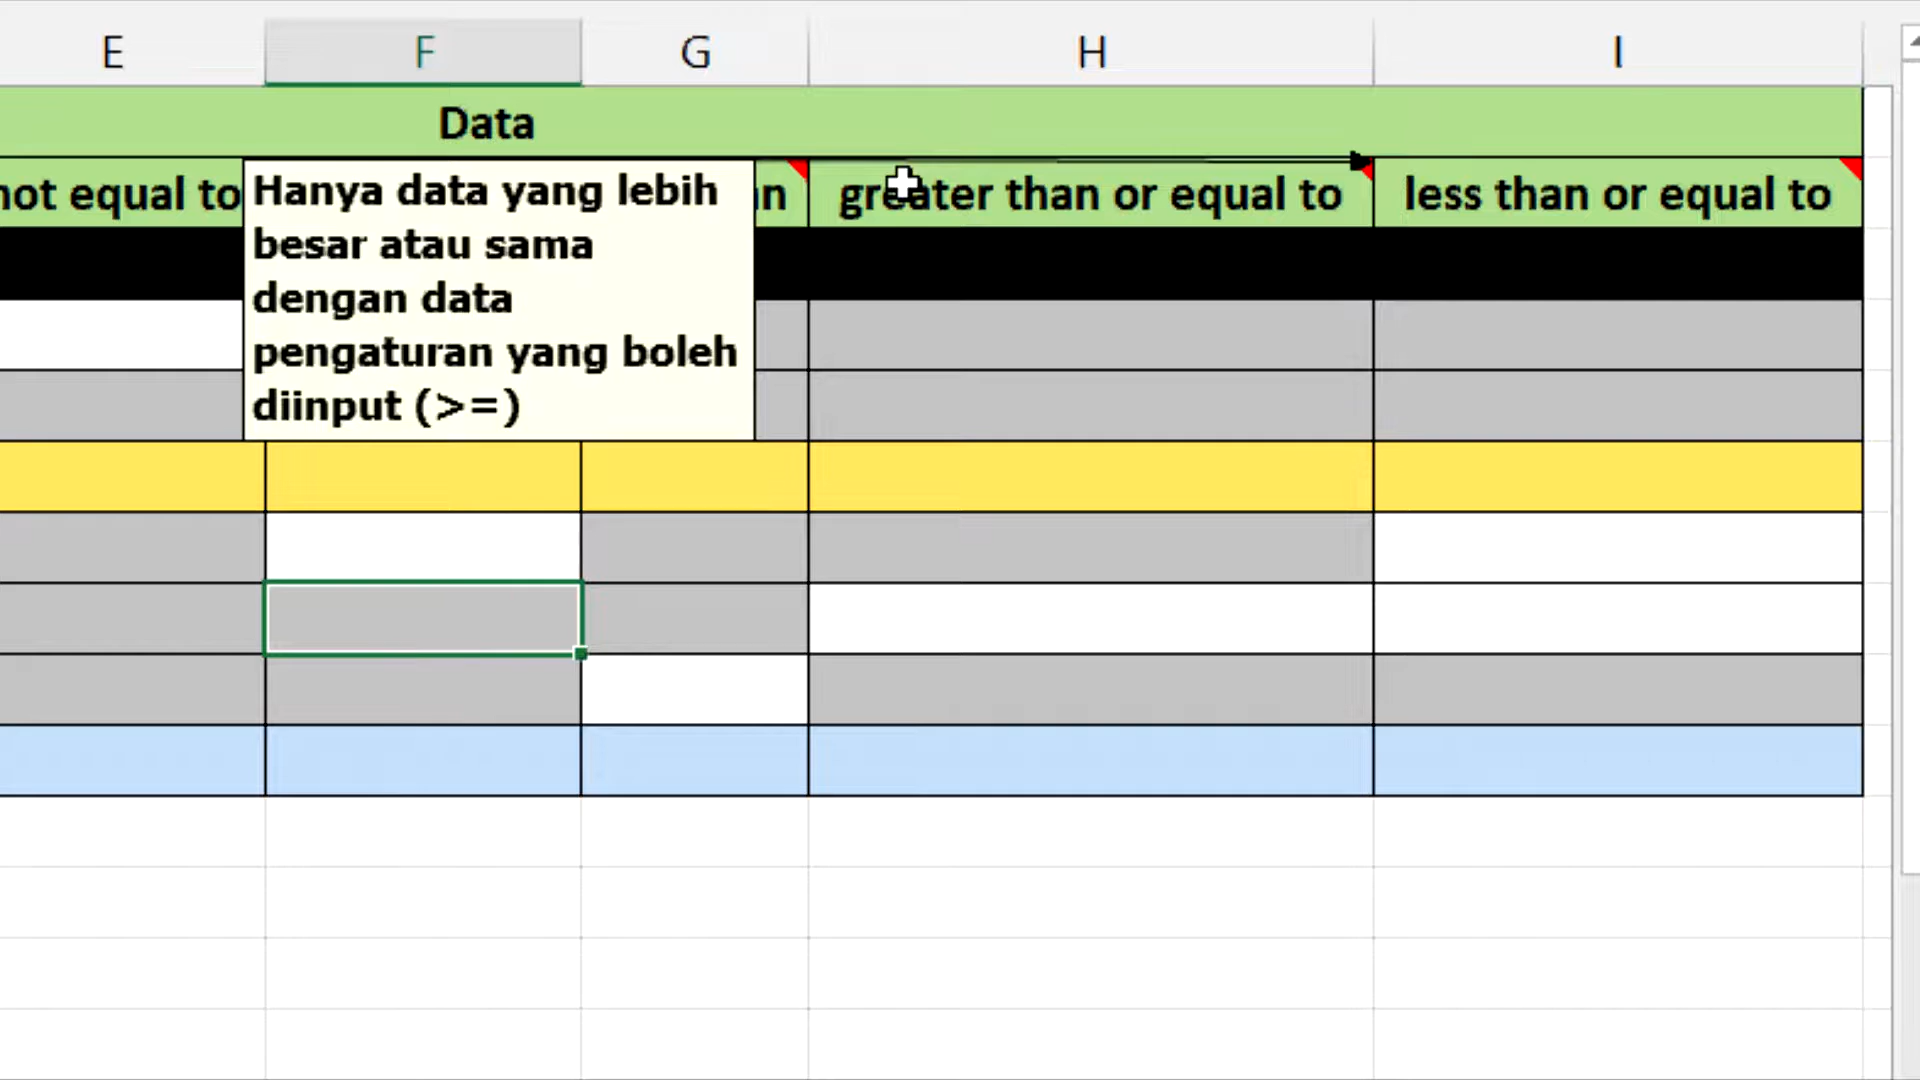 E F G H I
Data
not equal to greater than or equal to less than or equal to
Hanya data yang lebih
besar atau sama
dengan data
pengaturan yang boleh
diinput (>=)